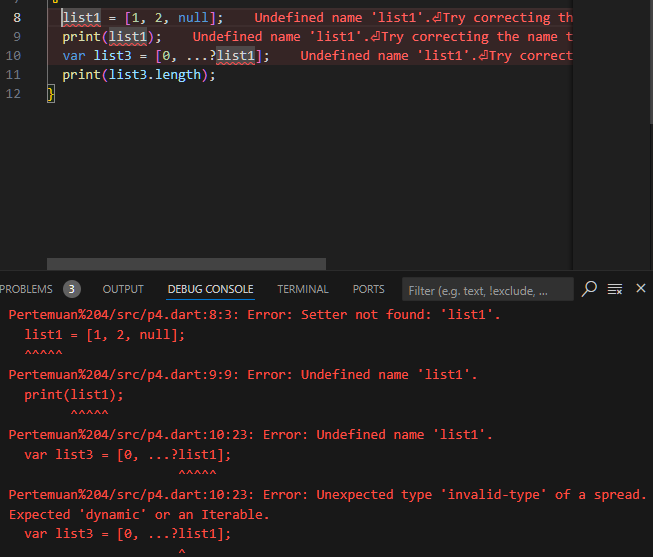 8 list1 = [1, 2, null]; Undefined name 'list1'.⏎Try correcting th
9 print(list1); Undefined name 'list1'.⏎Try correcting the name t
10 var list3 = [0, ...?list1]; Undefined name 'list1'.⏎Try correct
11 print(list3.length);
12 }
PROBLEMS 3 OUTPUT DEBUG CONSOLE TERMINAL PORTS Filter (e.g. text, !exclude, ...
Pertemuan%204/src/p4.dart:8:3: Error: Setter not found: 'list1'.
list1 = [1, 2, null];
^^^^^
Pertemuan%204/src/p4.dart:9:9: Error: Undefined name 'list1'.
print(list1);
^^^^^
Pertemuan%204/src/p4.dart:10:23: Error: Undefined name 'list1'.
var list3 = [0, ...?list1];
^^^^^
Pertemuan%204/src/p4.dart:10:23: Error: Unexpected type 'invalid-type' of a spread.
Expected 'dynamic' or an Iterable.
var list3 = [0, ...?list1];
^